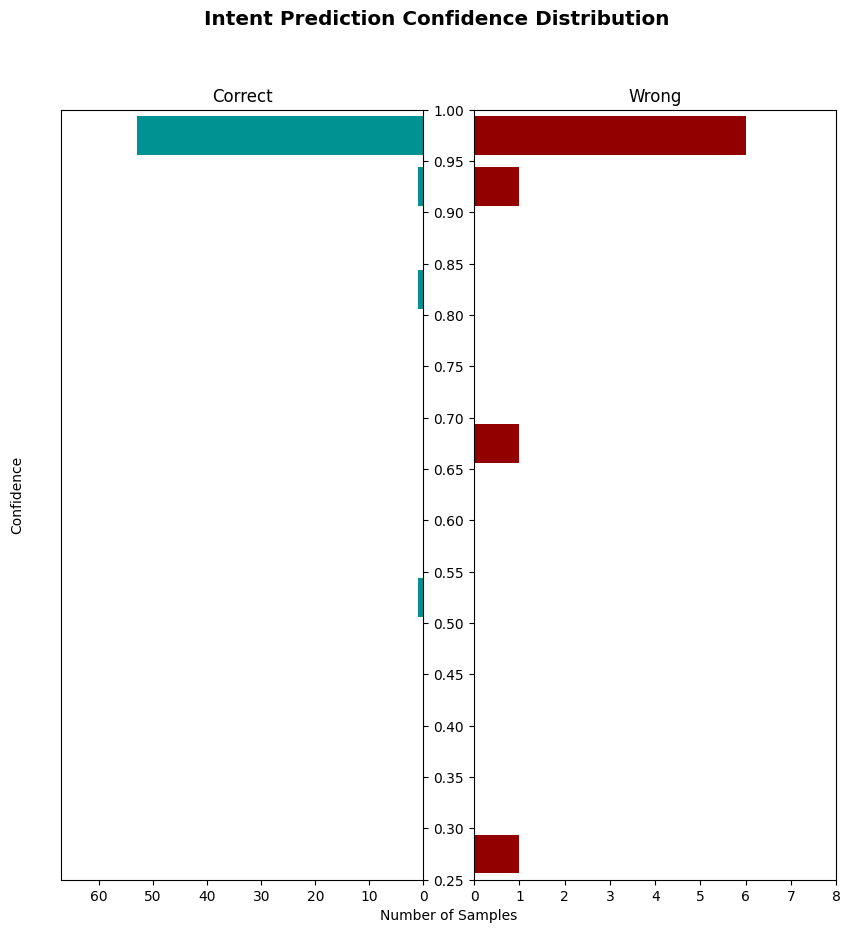 Intent Prediction Confidence Distribution
Correct
Wrong
1.00
0.95
0.90
0.85
0.80
0.75
0.70
0.65
0.60
0.55
0.50
0.45
0.40
0.35
0.30
0.25
Confidence
60 50 40 30 20 10 0
0 1 2 3 4 5 6 7 8
Number of Samples